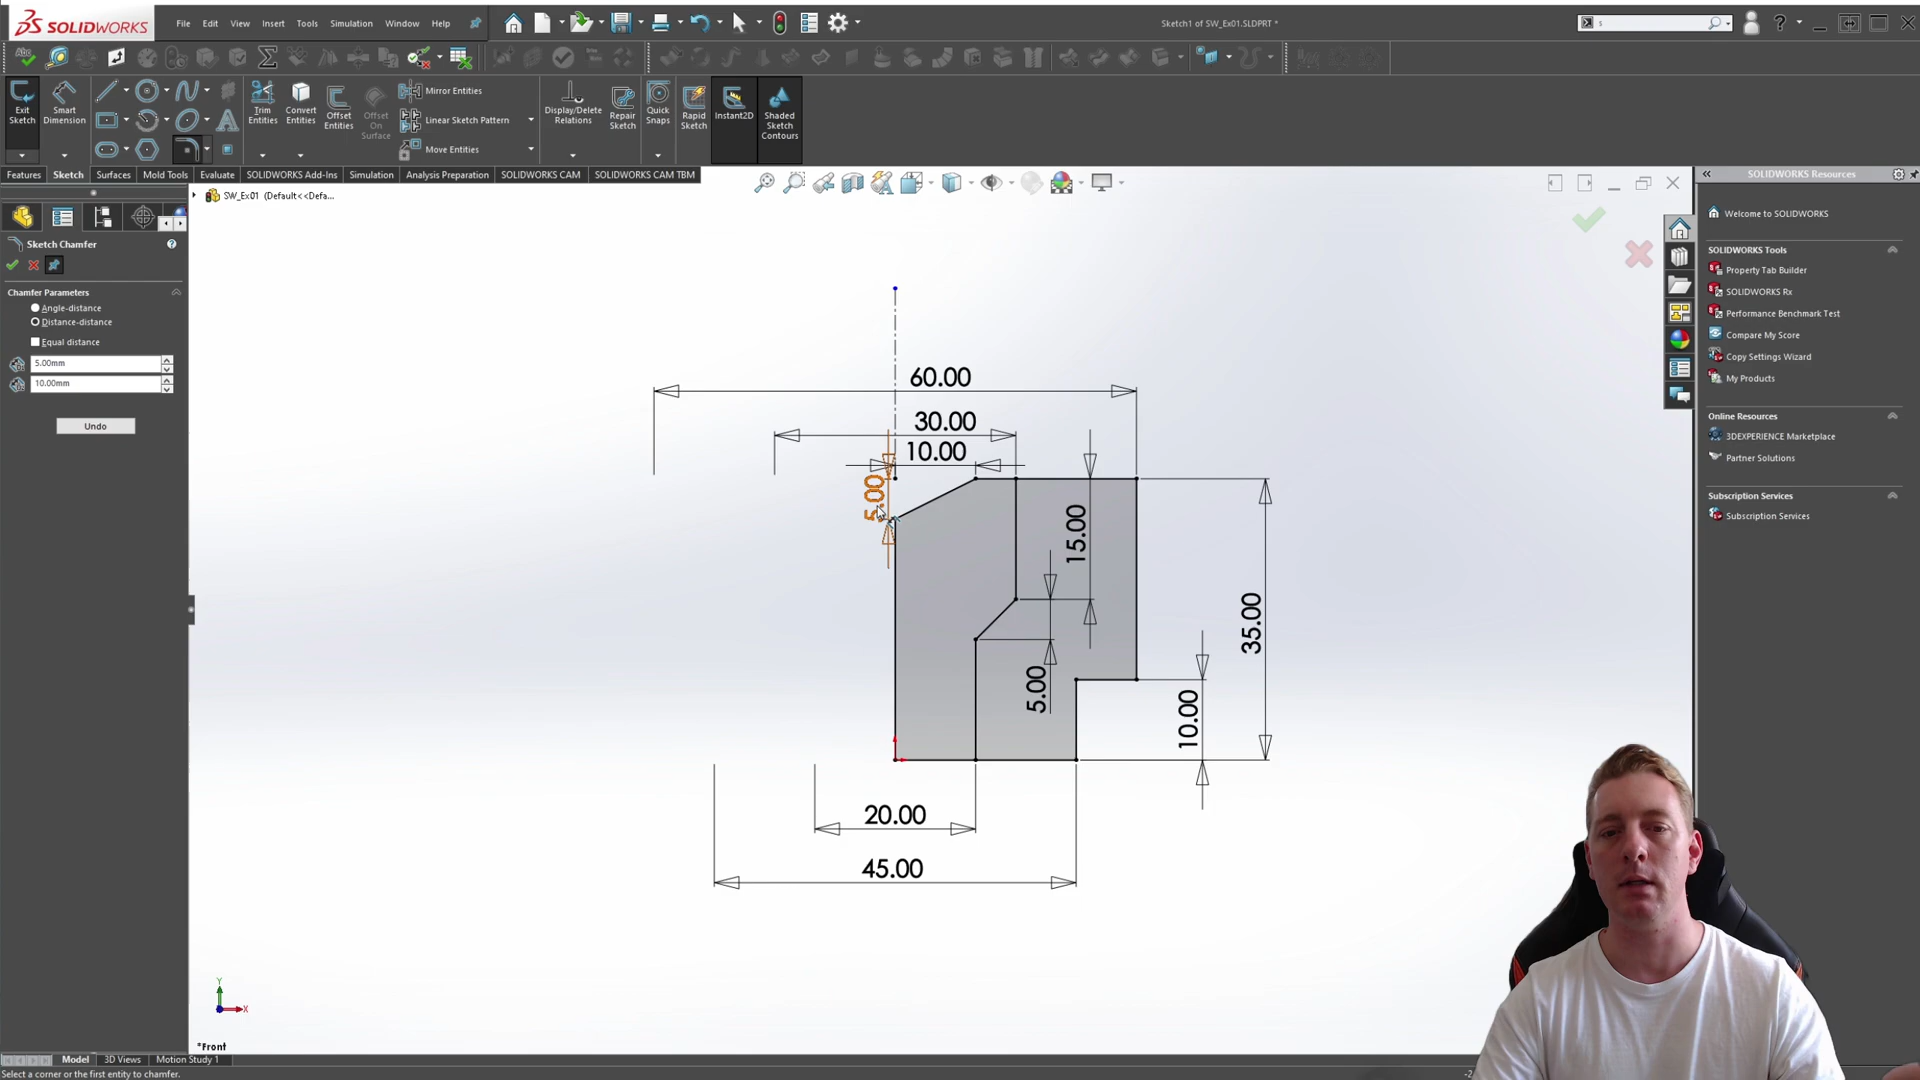 SOLIDWORKS
File
Edit
View
Insert
Tools
Simulation
Window
Help
Sketch1 of SW_Ex01.SLDPRT *
s
Exit Sketch
Smart Dimension
Trim Entities
Convert Entities
Offset Entities
Offset On Surface
Mirror Entities
Linear Sketch Pattern
Move Entities
Display/Delete Relations
Repair Sketch
Quick Snaps
Rapid Sketch
Instant2D
Shaded Sketch Contours
Features
Sketch
Surfaces
Mold Tools
Evaluate
SOLIDWORKS Add-Ins
Simulation
Analysis Preparation
SOLIDWORKS CAM
SOLIDWORKS CAM TBM
SW_Ex01 (Default<<Defa...
Sketch Chamfer
Chamfer Parameters
Angle-distance
Distance-distance
Equal distance
5.00mm
10.00mm
Undo
60.00
30.00
10.00
5.00
15.00
35.00
5.00
10.00
20.00
45.00
Y
X
*Front
SOLIDWORKS Resources
Welcome to SOLIDWORKS
SOLIDWORKS Tools
Property Tab Builder
SOLIDWORKS Rx
Performance Benchmark Test
Compare My Score
Copy Settings Wizard
My Products
Online Resources
3DEXPERIENCE Marketplace
Partner Solutions
Subscription Services
Subscription Services
Model
3D Views
Motion Study 1
Select a corner or the first entity to chamfer.